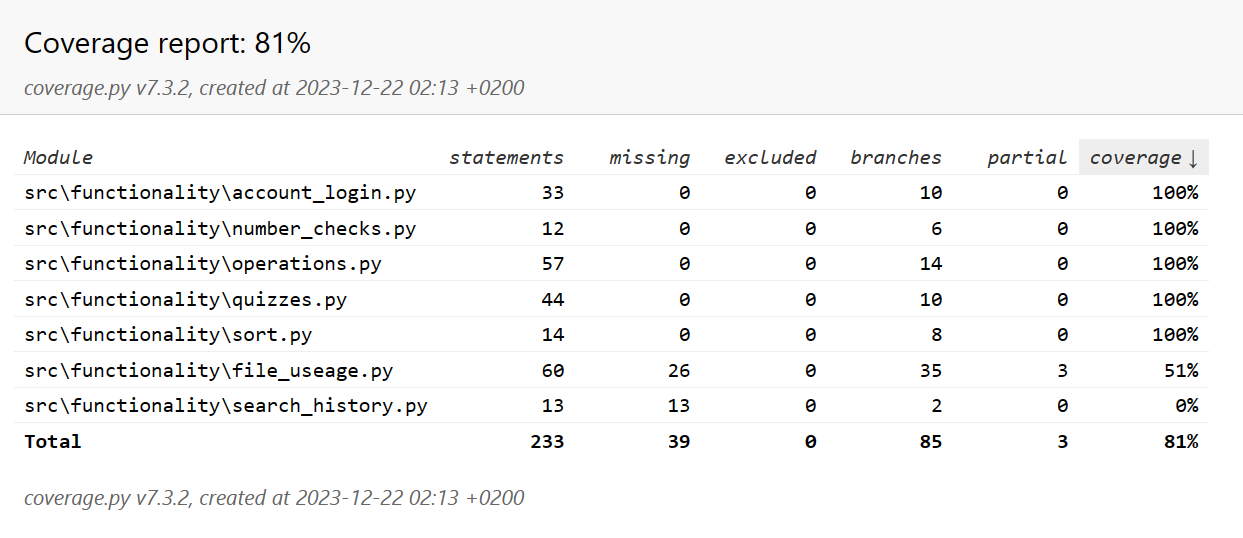 Coverage report: 81%
coverage.py v7.3.2, created at 2023-12-22 02:13 +0200
Module statements missing excluded branches partial coverage ↓
src\functionality\account_login.py 33 0 0 10 0 100%
src\functionality\number_checks.py 12 0 0 6 0 100%
src\functionality\operations.py 57 0 0 14 0 100%
src\functionality\quizzes.py 44 0 0 10 0 100%
src\functionality\sort.py 14 0 0 8 0 100%
src\functionality\file_useage.py 60 26 0 35 3 51%
src\functionality\search_history.py 13 13 0 2 0 0%
Total 233 39 0 85 3 81%
coverage.py v7.3.2, created at 2023-12-22 02:13 +0200